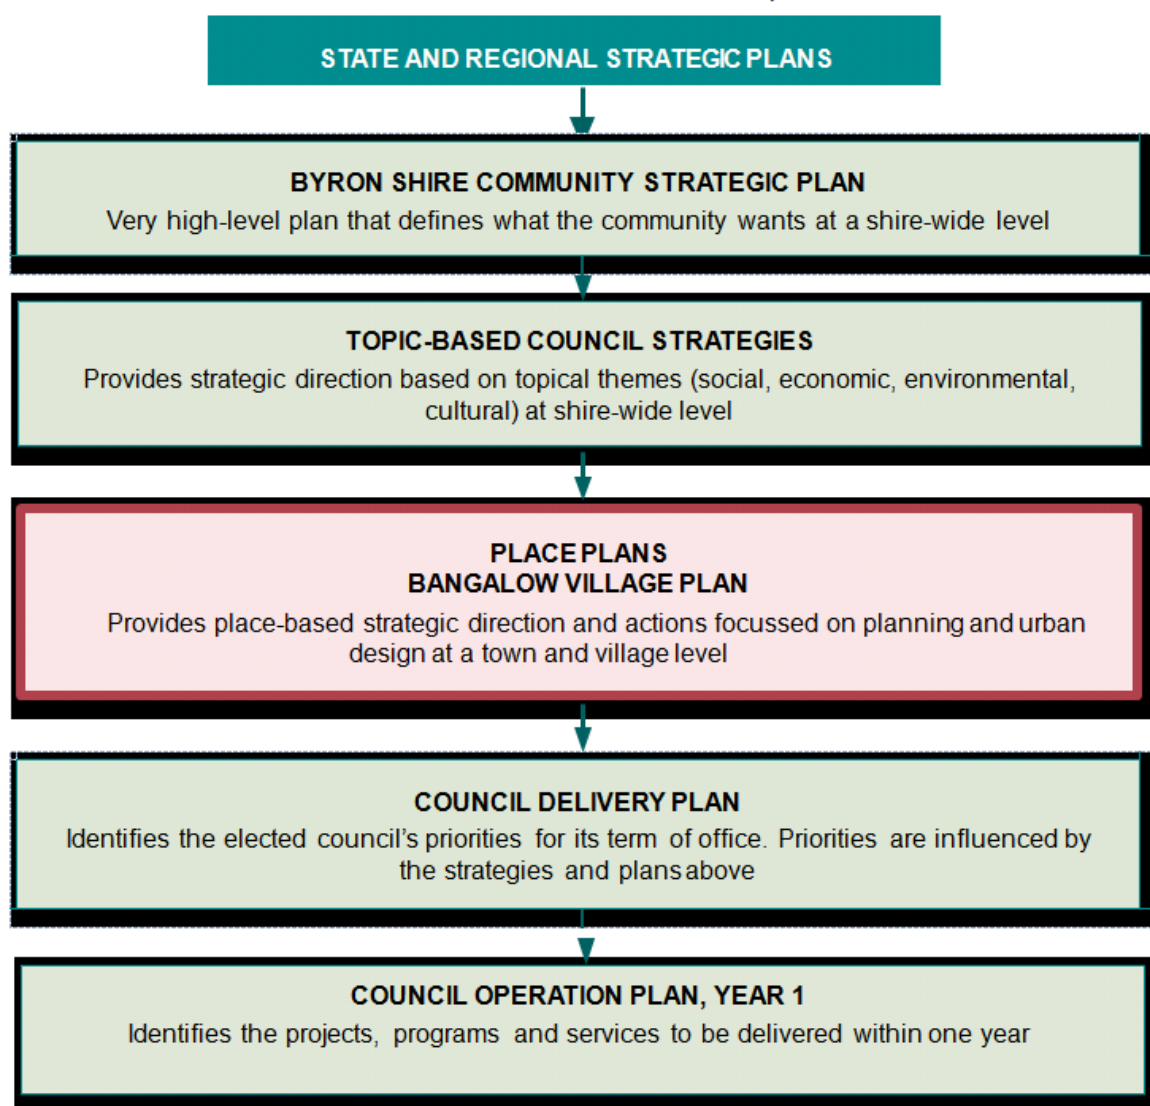 STATE AND REGIONAL STRATEGIC PLANS
BYRON SHIRE COMMUNITY STRATEGIC PLAN
Very high-level plan that defines what the community wants at a shire-wide level
TOPIC-BASED COUNCIL STRATEGIES
Provides strategic direction based on topical themes (social, economic, environmental,
cultural) at shire-wide level
PLACE PLANS
BANGALOW VILLAGE PLAN
Provides place-based strategic direction and actions focussed on planning and urban
design at a town and village level
COUNCIL DELIVERY PLAN
Identifies the elected council's priorities for its term of office. Priorities are influenced by
the strategies and plans above
COUNCIL OPERATION PLAN, YEAR 1
Identifies the projects, programs and services to be delivered within one year